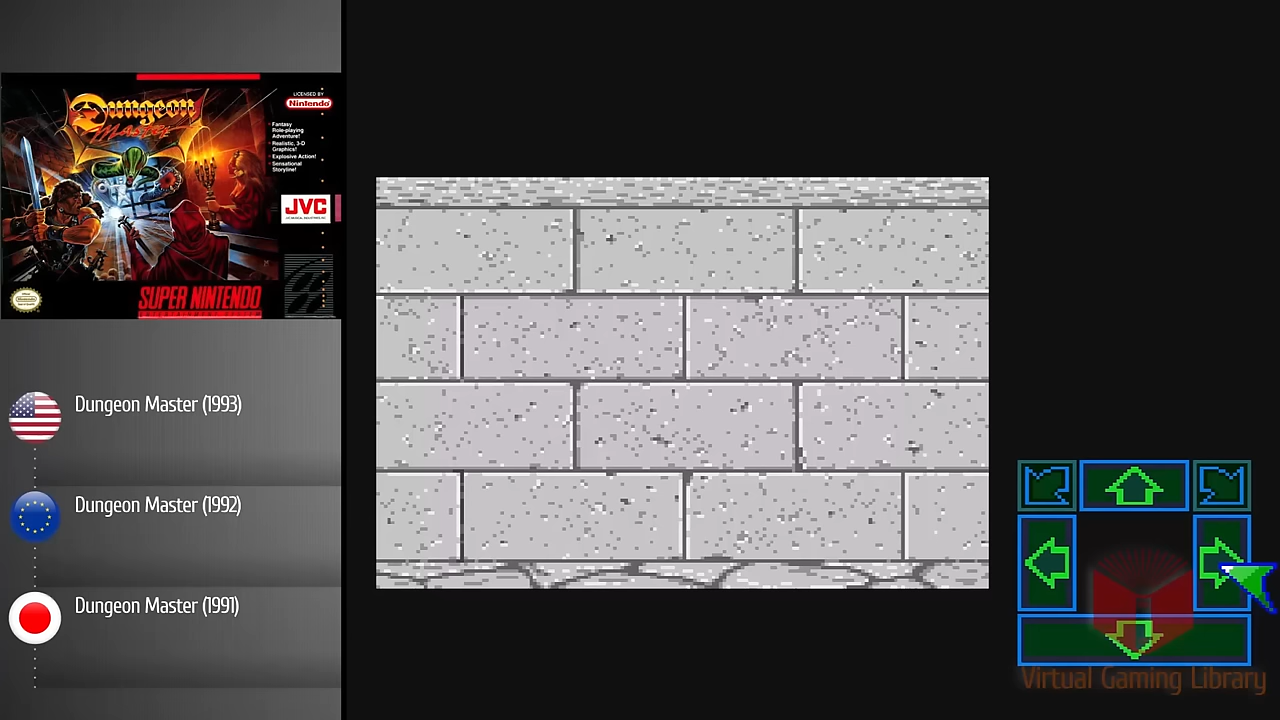 LICENSED BY
Nintendo
Dungeon
Master
Fantasy
Role-playing
Adventure!
Realistic, 3-D
Graphics!
Explosive Action!
Sensational
Storyline!
JVC
SUPER NINTENDO
Dungeon Master (1993)
Dungeon Master (1992)
Dungeon Master (1991)
Virtual Gaming Library